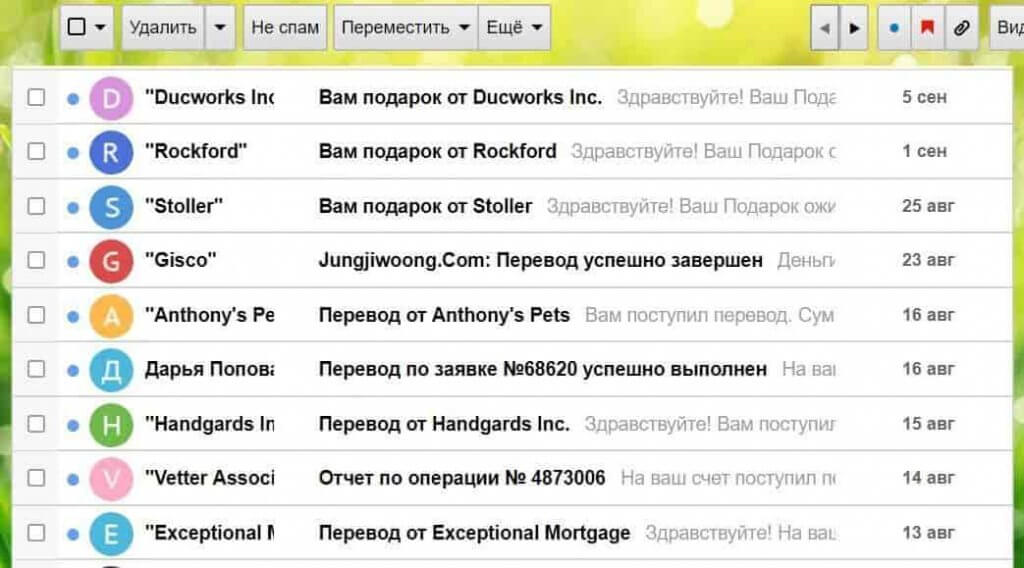 Удалить Не спам Переместить Ещё Вид
D "Ducworks Inc Вам подарок от Ducworks Inc. Здравствуйте! Ваш Пода 5 сен
R "Rockford" Вам подарок от Rockford Здравствуйте! Ваш Подарок о 1 сен
S "Stoller" Вам подарок от Stoller Здравствуйте! Ваш Подарок ожи 25 авг
G "Gisco" Jungjiwoong.Com: Перевод успешно завершен Деньги 23 авг
A "Anthony's Pe Перевод от Anthony's Pets Вам поступил перевод. Сум 16 авг
Д Дарья Попова Перевод по заявке №68620 успешно выполнен На ваш 16 авг
H "Handgards In Перевод от Handgards Inc. Здравствуйте! Вам поступил 15 авг
V "Vetter Associ Отчет по операции № 4873006 На ваш счет поступил пе 14 авг
E "Exceptional M Перевод от Exceptional Mortgage Здравствуйте! На ваш 13 авг